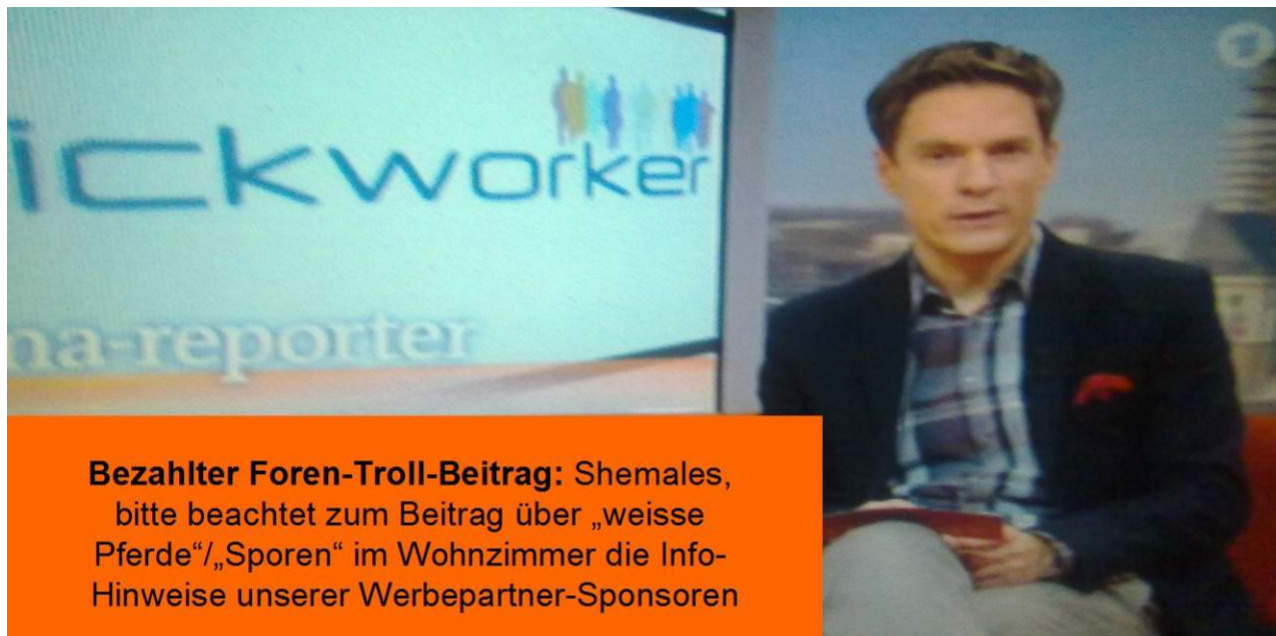 ickworker
ma-reporter
Bezahlter Foren-Troll-Beitrag: Shemales,
bitte beachtet zum Beitrag über „weisse
Pferde“/„Sporen“ im Wohnzimmer die Info-
Hinweise unserer Werbepartner-Sponsoren